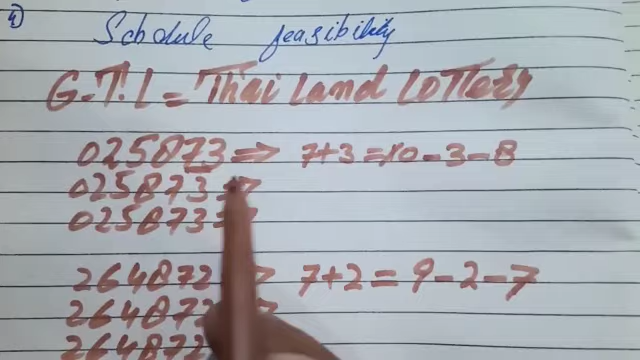 4)
Schdule feasibility
G.T.L = Thai Land Lottery
025873 ⇒ 7+3=10-3-8
025873 ⇒
025873 ⇒
264872 ⇒ 7+2=9-2-7
264872 ⇒
264872